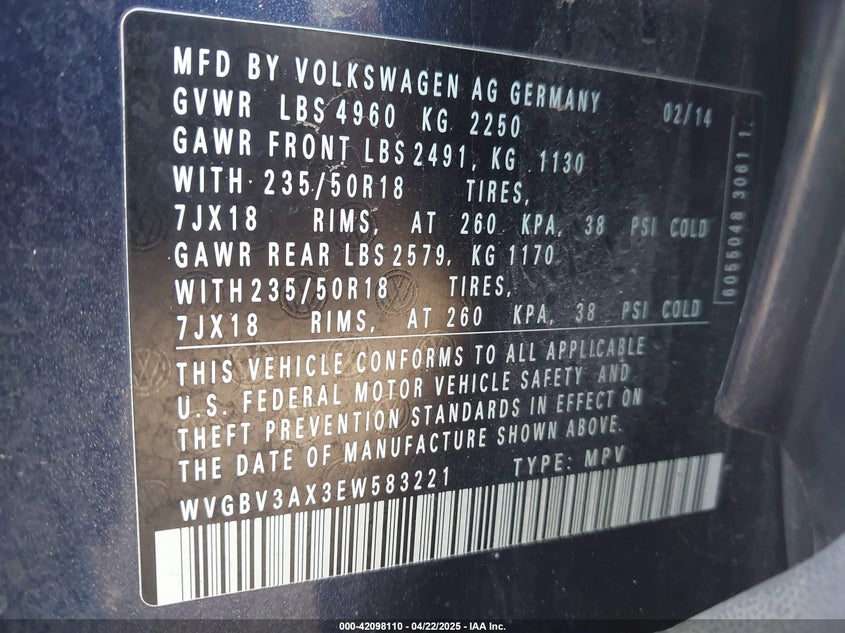 MFD BY VOLKSWAGEN AG GERMANY 02/14
GVWR LBS 4960 KG 2250
GAWR FRONT LBS 2491, KG 1130
WITH 235/50R18 TIRES,
7JX18 RIMS, AT 260 KPA, 38 PSI COLD
GAWR REAR LBS 2579, KG 1170
WITH 235/50R18 TIRES,
7JX18 RIMS, AT 260 KPA, 38 PSI COLD
THIS VEHICLE CONFORMS TO ALL APPLICABLE
U.S. FEDERAL MOTOR VEHICLE SAFETY AND
THEFT PREVENTION STANDARDS IN EFFECT ON
THE DATE OF MANUFACTURE SHOWN ABOVE.
WVGBV3AX3EW583221 TYPE: MPV
6055048 3061 1
000-42098110 - 04/22/2025 - IAA Inc.